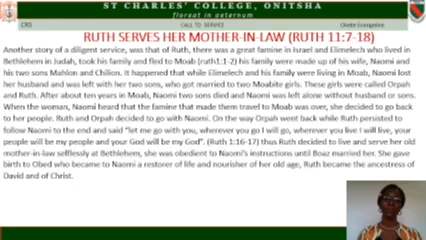 ST CHARLES' COLLEGE, ONITSHA
floreat in aeternum
CRS CALL TO SERVICE Okeke Evangeline
RUTH SERVES HER MOTHER-IN-LAW (RUTH 11:7-18)
Another story of a diligent service, was that of Ruth, there was a great famine in Israel and Elimelech who lived in
Bethlehem in Judah, took his family and fled to Moab (ruth1:1-2) his family were made up of his wife, Naomi and
his two sons Mahlon and Chilion. It happened that while Elimelech and his family were living in Moab, Naomi lost
her husband and was left with her two sons, who got married to two Moabite girls. These girls were called Orpah
and Ruth. After about ten years in Moab, Naomi two sons died and Naomi was left alone without husband or sons.
When the woman, Naomi heard that the famine that made them travel to Moab was over, she decided to go back
to her people. Ruth and Orpah decided to go with Naomi. On the way Orpah went back while Ruth persisted to
follow Naomi to the end and said "let me go with you, wherever you go I will go, wherever you live I will live, your
people will be my people and your God will be my God". (Ruth 1:16-17) thus Ruth decided to live and serve her old
mother-in-law selflessly at Bethlehem, she was obedient to Naomi's instructions until Boaz married her. She gave
birth to Obed who became to Naomi a restorer of life and nourisher of her old age, Ruth became the ancestress of
David and of Christ.